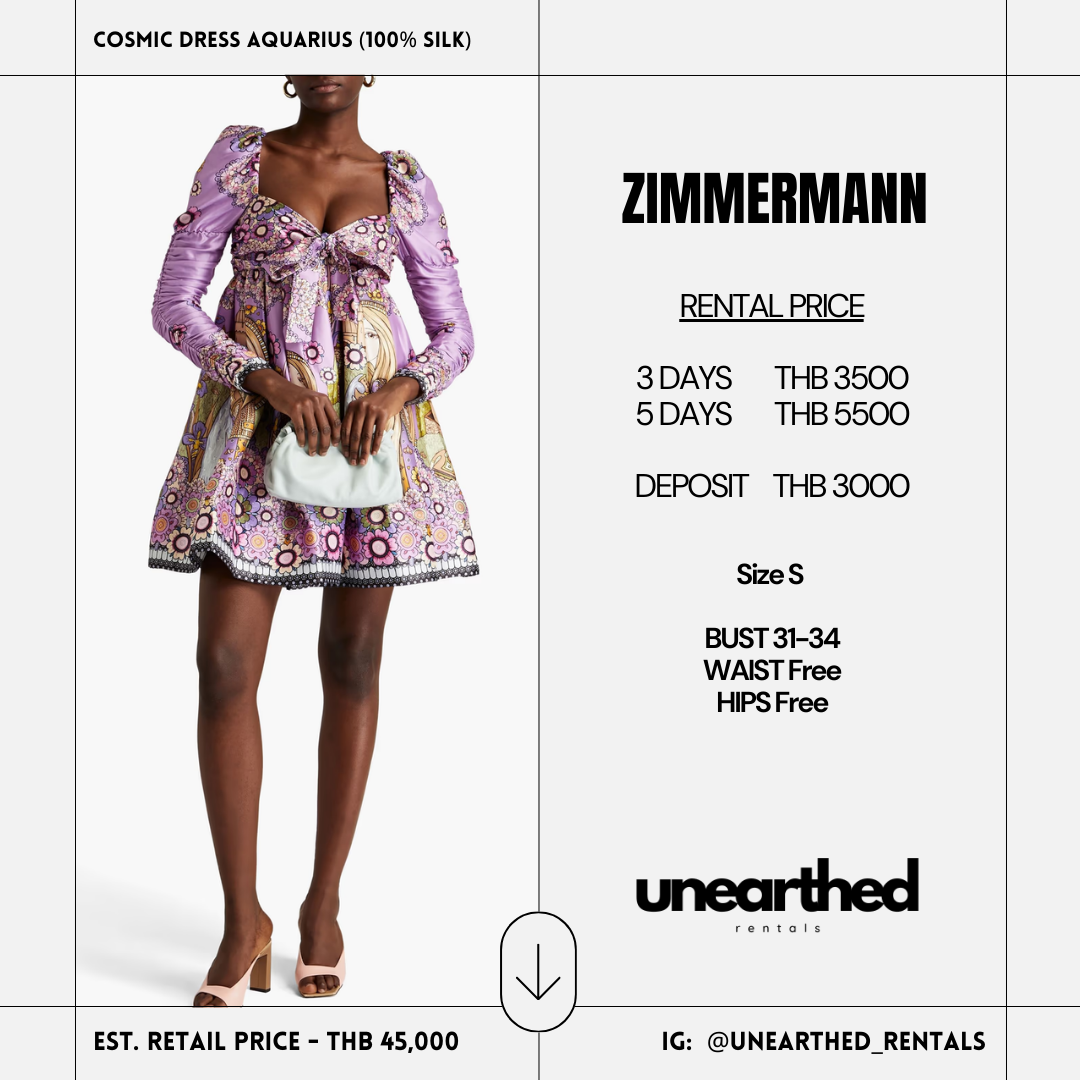 COSMIC DRESS AQUARIUS (100% SILK)
ZIMMERMANN
RENTAL PRICE
3 DAYS THB 3500
5 DAYS THB 5500
DEPOSIT THB 3000
Size S
BUST 31-34
WAIST Free
HIPS Free
unearthed
rentals
EST. RETAIL PRICE - THB 45,000
IG: @UNEARTHED_RENTALS